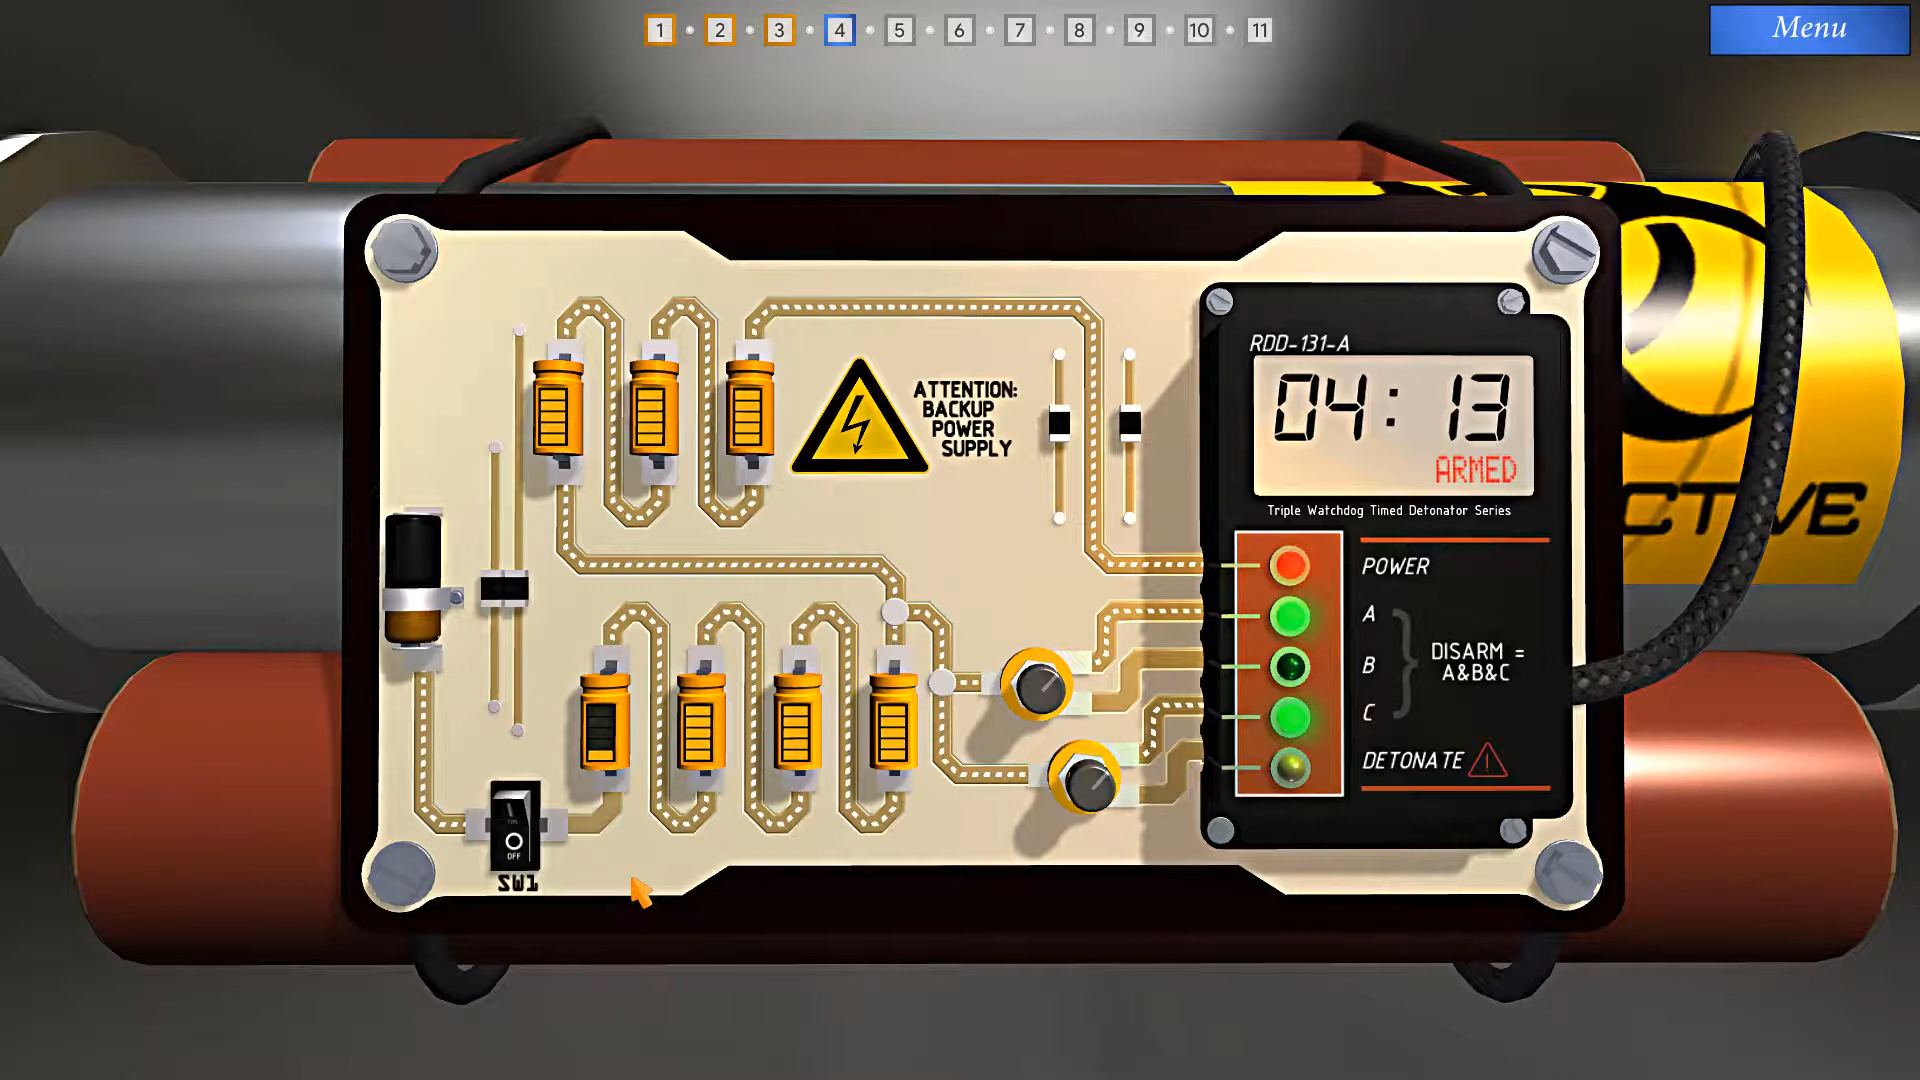 1 2 3 4 5 6 7 8 9 10 11
Menu
RDD-131-A
04:13
ARMED
Triple Watchdog Timed Detonator Series
ATTENTION:
BACKUP
POWER
SUPPLY
POWER
A
B
C
DISARM =
A&B&C
DETONATE
ON
OFF
SW1
CTIVE